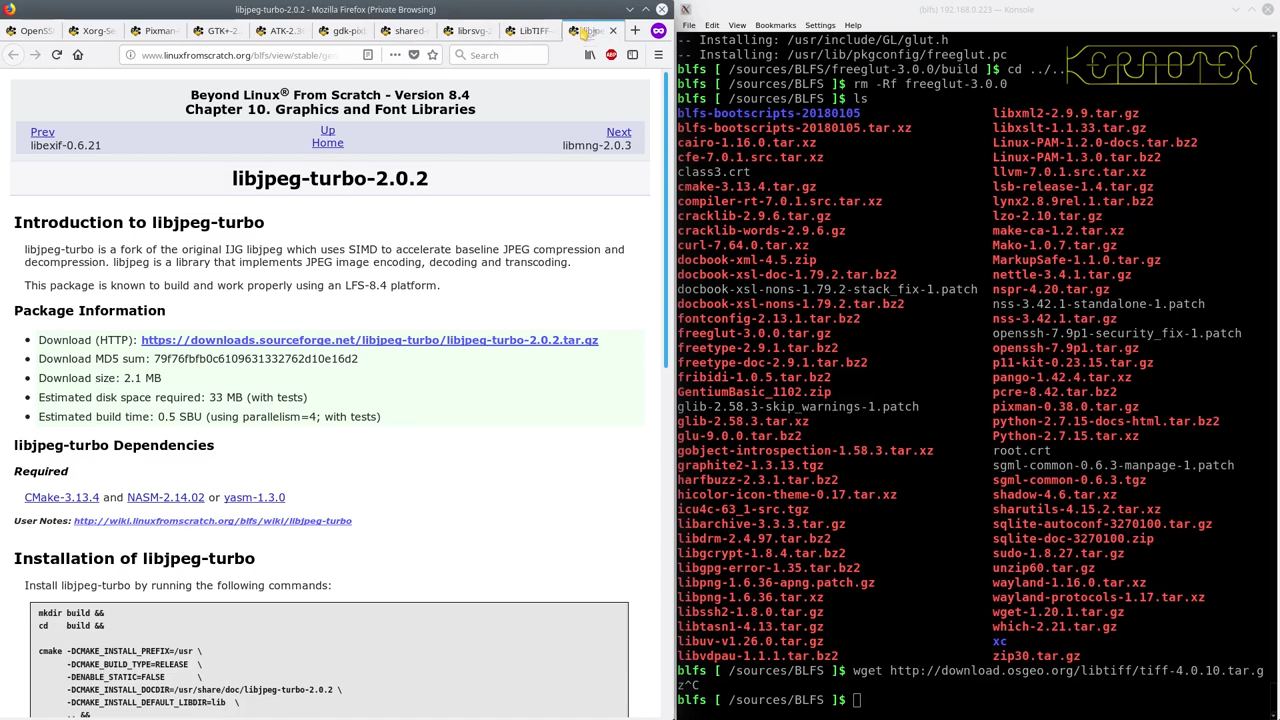 libjpeg-turbo-2.0.2 - Mozilla Firefox (Private Browsing)
OpenSS
Xorg-Se
Pixman-
GTK+-2.
ATK-2.3
gdk-pix
shared-
librsvg-2
LibTIFF-
www.linuxfromscratch.org/blfs/view/stable/gen
Search
Beyond Linux® From Scratch - Version 8.4
Chapter 10. Graphics and Font Libraries
Prev
Up
Next
libexif-0.6.21
Home
libmng-2.0.3
libjpeg-turbo-2.0.2
Introduction to libjpeg-turbo
libjpeg-turbo is a fork of the original IJG libjpeg which uses SIMD to accelerate baseline JPEG compression and
decompression. libjpeg is a library that implements JPEG image encoding, decoding and transcoding.
This package is known to build and work properly using an LFS-8.4 platform.
Package Information
Download (HTTP): https://downloads.sourceforge.net/libjpeg-turbo/libjpeg-turbo-2.0.2.tar.gz
Download MD5 sum: 79f76fbfb0c6109631332762d10e16d2
Download size: 2.1 MB
Estimated disk space required: 33 MB (with tests)
Estimated build time: 0.5 SBU (using parallelism=4; with tests)
libjpeg-turbo Dependencies
Required
CMake-3.13.4 and NASM-2.14.02 or yasm-1.3.0
User Notes: http://wiki.linuxfromscratch.org/blfs/wiki/libjpeg-turbo
Installation of libjpeg-turbo
Install libjpeg-turbo by running the following commands:
mkdir build &&
cd    build &&
cmake -DCMAKE_INSTALL_PREFIX=/usr \
-DCMAKE_BUILD_TYPE=RELEASE  \
-DENABLE_STATIC=FALSE       \
-DCMAKE_INSTALL_DOCDIR=/usr/share/doc/libjpeg-turbo-2.0.2 \
-DCMAKE_INSTALL_DEFAULT_LIBDIR=lib  \
.. &&
(blfs) 192.168.0.223 — Konsole
File Edit View Bookmarks Settings Help
-- Installing: /usr/include/GL/glut.h
-- Installing: /usr/lib/pkgconfig/freeglut.pc
blfs [ /sources/BLFS/freeglut-3.0.0/build ]$ cd ../..
KERAOTEX
blfs [ /sources/BLFS ]$ rm -Rf freeglut-3.0.0
blfs [ /sources/BLFS ]$ ls
blfs-bootscripts-20180105 libxml2-2.9.9.tar.gz
blfs-bootscripts-20180105.tar.xz libxslt-1.1.33.tar.gz
cairo-1.16.0.tar.xz Linux-PAM-1.2.0-docs.tar.bz2
cfe-7.0.1.src.tar.xz Linux-PAM-1.3.0.tar.bz2
class3.crt llvm-7.0.1.src.tar.xz
cmake-3.13.4.tar.gz lsb-release-1.4.tar.gz
compiler-rt-7.0.1.src.tar.xz lynx2.8.9rel.1.tar.bz2
cracklib-2.9.6.tar.gz lzo-2.10.tar.gz
cracklib-words-2.9.6.gz make-ca-1.2.tar.xz
curl-7.64.0.tar.xz Mako-1.0.7.tar.gz
docbook-xml-4.5.zip MarkupSafe-1.1.0.tar.gz
docbook-xsl-doc-1.79.2.tar.bz2 nettle-3.4.1.tar.gz
docbook-xsl-nons-1.79.2-stack_fix-1.patch nspr-4.20.tar.gz
docbook-xsl-nons-1.79.2.tar.bz2 nss-3.42.1-standalone-1.patch
fontconfig-2.13.1.tar.bz2 nss-3.42.1.tar.gz
freeglut-3.0.0.tar.gz openssh-7.9p1-security_fix-1.patch
freetype-2.9.1.tar.bz2 openssh-7.9p1.tar.gz
freetype-doc-2.9.1.tar.bz2 p11-kit-0.23.15.tar.gz
fribidi-1.0.5.tar.bz2 pango-1.42.4.tar.xz
GentiumBasic_1102.zip pcre-8.42.tar.bz2
glib-2.58.3-skip_warnings-1.patch pixman-0.38.0.tar.gz
glib-2.58.3.tar.xz python-2.7.15-docs-html.tar.bz2
glu-9.0.0.tar.bz2 Python-2.7.15.tar.xz
gobject-introspection-1.58.3.tar.xz root.crt
graphite2-1.3.13.tgz sgml-common-0.6.3-manpage-1.patch
harfbuzz-2.3.1.tar.bz2 sgml-common-0.6.3.tgz
hicolor-icon-theme-0.17.tar.xz shadow-4.6.tar.xz
icu4c-63_1-src.tgz sharutils-4.15.2.tar.xz
libarchive-3.3.3.tar.gz sqlite-autoconf-3270100.tar.gz
libdrm-2.4.97.tar.bz2 sqlite-doc-3270100.zip
libgcrypt-1.8.4.tar.bz2 sudo-1.8.27.tar.gz
libgpg-error-1.35.tar.bz2 unzip60.tar.gz
libpng-1.6.36-apng.patch.gz wayland-1.16.0.tar.xz
libpng-1.6.36.tar.xz wayland-protocols-1.17.tar.xz
libssh2-1.8.0.tar.gz wget-1.20.1.tar.gz
libtasn1-4.13.tar.gz which-2.21.tar.gz
libuv-v1.26.0.tar.gz xc
libvdpau-1.1.1.tar.bz2 zip30.tar.gz
blfs [ /sources/BLFS ]$ wget http://download.osgeo.org/libtiff/tiff-4.0.10.tar.g
z^C
blfs [ /sources/BLFS ]$